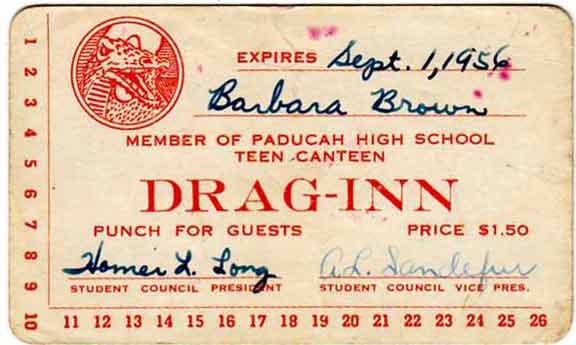 EXPIRES Sept. 1, 1956
Barbara Brown
MEMBER OF PADUCAH HIGH SCHOOL
TEEN CANTEEN
DRAG-INN
PUNCH FOR GUESTS PRICE $1.50
Homer L. Long A.L. Sandefur
STUDENT COUNCIL PRESIDENT STUDENT COUNCIL VICE PRES.
1 2 3 4 5 6 7 8 9 10 11 12 13 14 15 16 17 18 19 20 21 22 23 24 25 26